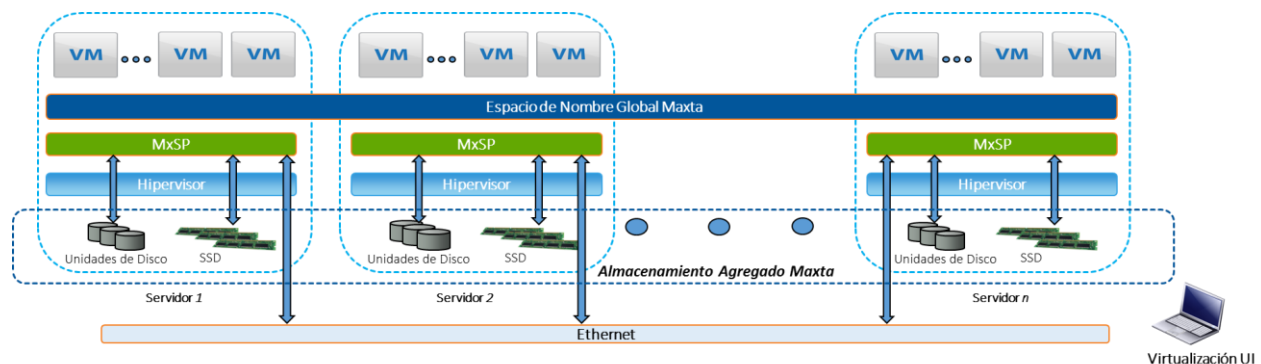 VM VM VM VM VM VM VM VM VM
Espacio de Nombre Global Maxta
MxSP MxSP MxSP
Hipervisor Hipervisor Hipervisor
Unidades de Disco SSD Unidades de Disco SSD Unidades de Disco SSD
Almacenamiento Agregado Maxta
Servidor 1 Servidor 2 Servidor n
Ethernet
Virtualización UI